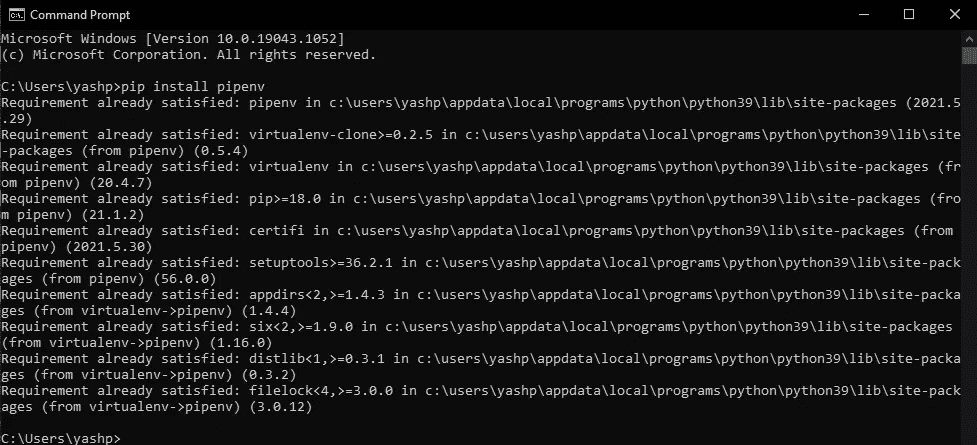 Command Prompt
Microsoft Windows [Version 10.0.19043.1052]
(c) Microsoft Corporation. All rights reserved.
C:\Users\yashp>pip install pipenv
Requirement already satisfied: pipenv in c:\users\yashp\appdata\local\programs\python\python39\lib\site-packages (2021.5
.29)
Requirement already satisfied: virtualenv-clone>=0.2.5 in c:\users\yashp\appdata\local\programs\python\python39\lib\site
-packages (from pipenv) (0.5.4)
Requirement already satisfied: virtualenv in c:\users\yashp\appdata\local\programs\python\python39\lib\site-packages (fr
om pipenv) (20.4.7)
Requirement already satisfied: pip>=18.0 in c:\users\yashp\appdata\local\programs\python\python39\lib\site-packages (fro
m pipenv) (21.1.2)
Requirement already satisfied: certifi in c:\users\yashp\appdata\local\programs\python\python39\lib\site-packages (from
pipenv) (2021.5.30)
Requirement already satisfied: setuptools>=36.2.1 in c:\users\yashp\appdata\local\programs\python\python39\lib\site-pack
ages (from pipenv) (56.0.0)
Requirement already satisfied: appdirs<2,>=1.4.3 in c:\users\yashp\appdata\local\programs\python\python39\lib\site-packa
ges (from virtualenv->pipenv) (1.4.4)
Requirement already satisfied: six<2,>=1.9.0 in c:\users\yashp\appdata\local\programs\python\python39\lib\site-packages
(from virtualenv->pipenv) (1.16.0)
Requirement already satisfied: distlib<1,>=0.3.1 in c:\users\yashp\appdata\local\programs\python\python39\lib\site-packa
ges (from virtualenv->pipenv) (0.3.2)
Requirement already satisfied: filelock<4,>=3.0.0 in c:\users\yashp\appdata\local\programs\python\python39\lib\site-pack
ages (from virtualenv->pipenv) (3.0.12)
C:\Users\yashp>